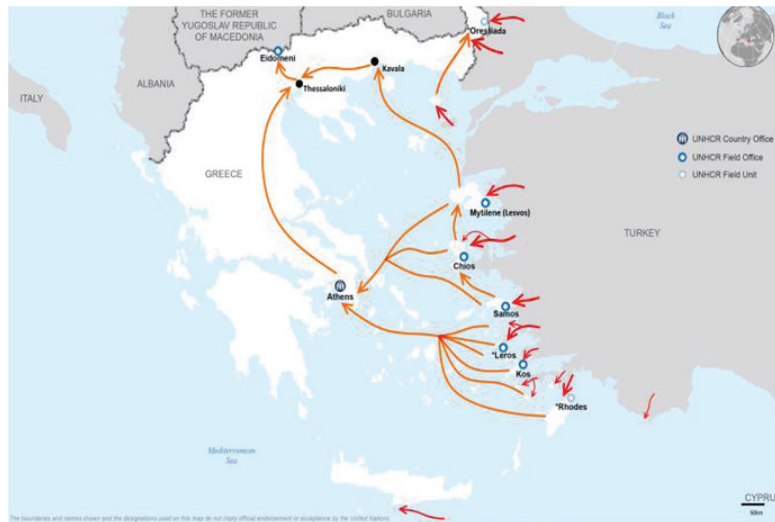 THE FORMER
YUGOSLAV REPUBLIC
OF MACEDONIA
BULGARIA
Black
Sea
Orestiada
Eidomeni
Kavala
Thessaloniki
ALBANIA
ITALY
UNHCR Country Office
UNHCR Field Office
UNHCR Field Unit
GREECE
Mytilene (Lesvos)
TURKEY
Chios
Athens
Samos
*Leros
Kos
*Rhodes
Mediterranean
Sea
CYPRU
50km
The boundaries and names shown and the designations used on this map do not imply official endorsement or acceptance by the United Nations.